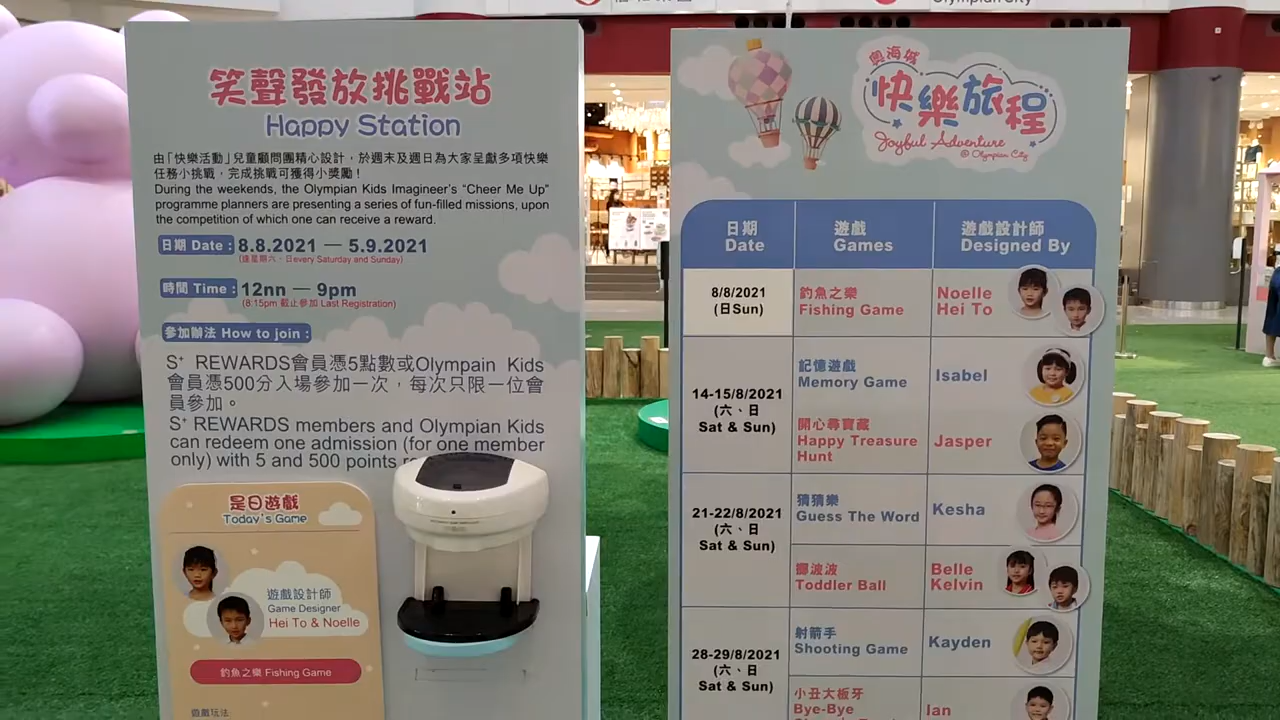 Olympian City
笑聲發放挑戰站
Happy Station
由「快樂活動」兒童顧問團精心設計，於週末及週日為大家呈獻多項快樂
任務小挑戰，完成挑戰可獲得小獎勵！
During the weekends, the Olympian Kids Imagineer's "Cheer Me Up"
programme planners are presenting a series of fun-filled missions, upon
the competition of which one can receive a reward.
日期 Date : 8.8.2021 — 5.9.2021
(逢星期六、日every Saturday and Sunday)
時間 Time : 12nn — 9pm
(8:15pm 截止參加 Last Registration)
參加辦法 How to join :
S⁺ REWARDS會員憑5點數或Olympain Kids
會員憑500分入場參加一次，每次只限一位會
員參加。
S⁺ REWARDS members and Olympian Kids
can redeem one admission (for one member
only) with 5 and 500 points
是日遊戲
Today's Game
遊戲設計師
Game Designer
Hei To & Noelle
釣魚之樂 Fishing Game
遊戲玩法
奧海城
快樂旅程
Joyful Adventure
@ Olympian City
日期 遊戲 遊戲設計師
Date Games Designed By
8/8/2021
(日Sun)
釣魚之樂
Fishing Game
Noelle
Hei To
14-15/8/2021
(六、日
Sat & Sun)
記憶遊戲
Memory Game
Isabel
開心尋寶藏
Happy Treasure
Hunt
Jasper
21-22/8/2021
(六、日
Sat & Sun)
猜猜樂
Guess The Word
Kesha
擲波波
Toddler Ball
Belle
Kelvin
28-29/8/2021
(六、日
Sat & Sun)
射箭手
Shooting Game
Kayden
小丑大板牙
Bye-Bye
Ian